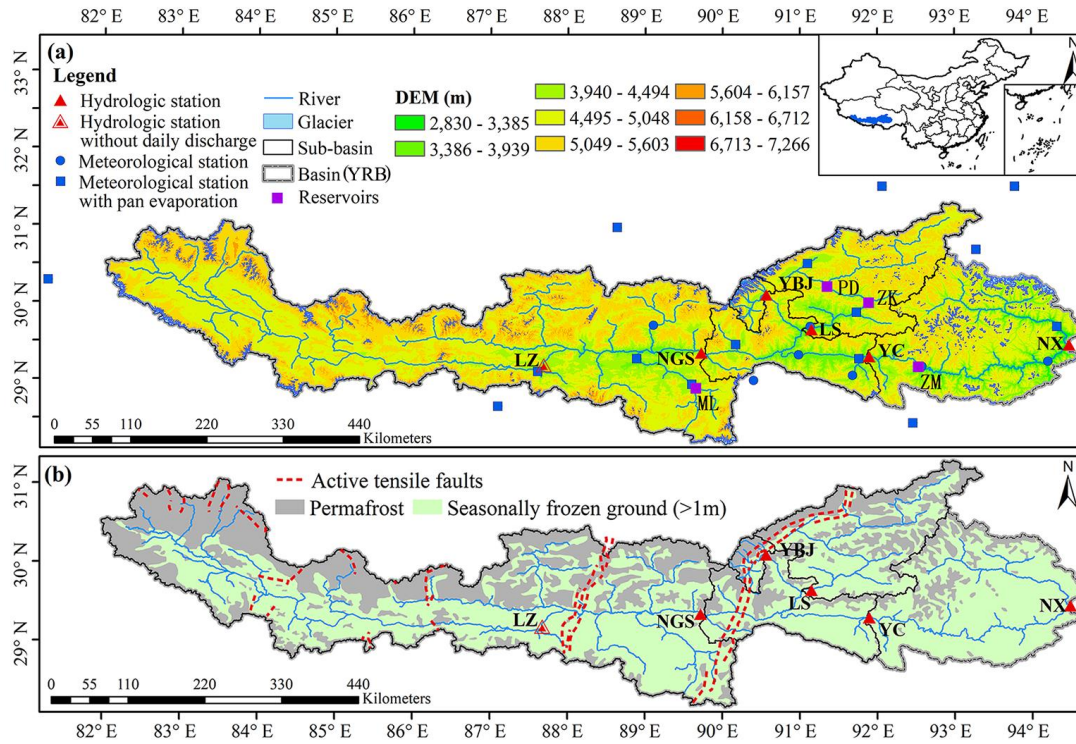 82° E 83° E 84° E 85° E 86° E 87° E 88° E 89° E 90° E 91° E 92° E 93° E 94° E
(a)
33° N
32° N
31° N
30° N
29° N
Legend
Hydrologic station
Hydrologic station
without daily discharge
Meteorological station
Meteorological station
with pan evaporation
River
Glacier
Sub-basin
Basin(YRB)
Reservoirs
DEM (m)
2,830 - 3,385
3,386 - 3,939
3,940 - 4,494
4,495 - 5,048
5,049 - 5,603
5,604 - 6,157
6,158 - 6,712
6,713 - 7,266
N
YBJ
PD
ZK
LS
LZ
NGS
YC
NX
ZM
ML
0 55 110 220 330 440
Kilometers
(b)
31° N
30° N
29° N
Active tensile faults
Permafrost
Seasonally frozen ground (>1m)
N
YBJ
LS
NX
LZ
NGS
YC
0 55 110 220 330 440
Kilometers
82° E 83° E 84° E 85° E 86° E 87° E 88° E 89° E 90° E 91° E 92° E 93° E 94° E